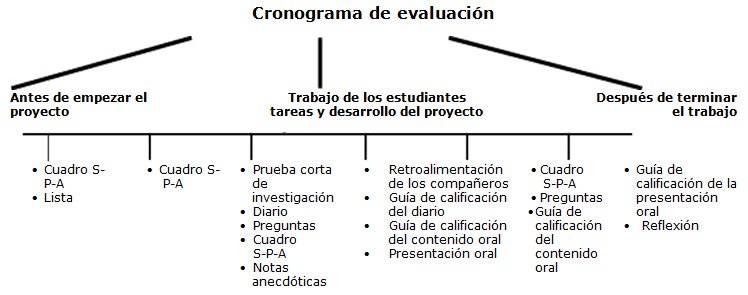 Cronograma de evaluación
Antes de empezar el
proyecto
Trabajo de los estudiantes
tareas y desarrollo del proyecto
Después de terminar
el trabajo
• Cuadro S-
P-A
• Lista
• Cuadro S-
P-A
• Prueba corta
de
investigación
• Diario
• Preguntas
• Cuadro
S-P-A
• Notas
anecdóticas
• Retroalimentación
de los compañeros
• Guía de calificación
del diario
• Guía de calificación
del contenido oral
• Presentación oral
• Cuadro
S-P-A
• Preguntas
• Guía de
calificación
del
contenido
oral
• Guía de
calificación de la
presentación
oral
• Reflexión